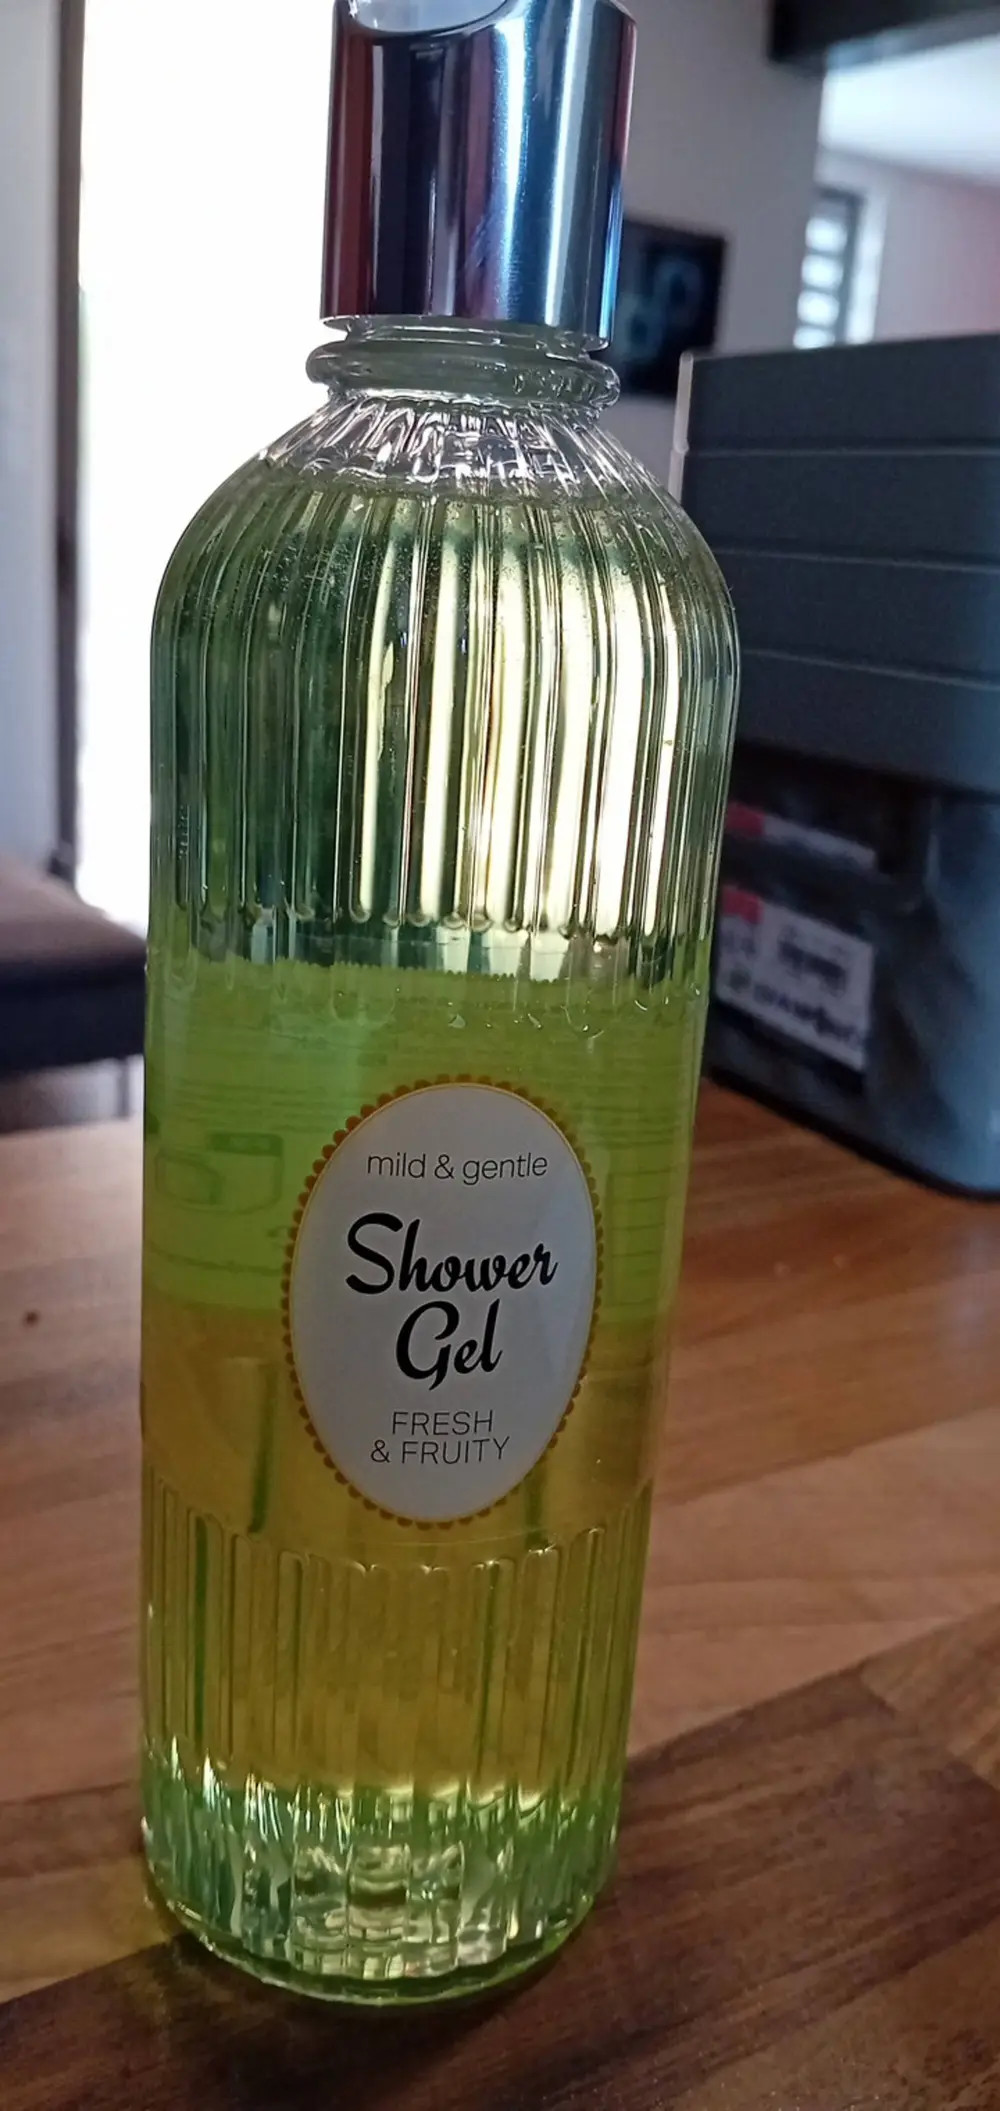 mild & gentle
Shower
Gel
FRESH
& FRUITY